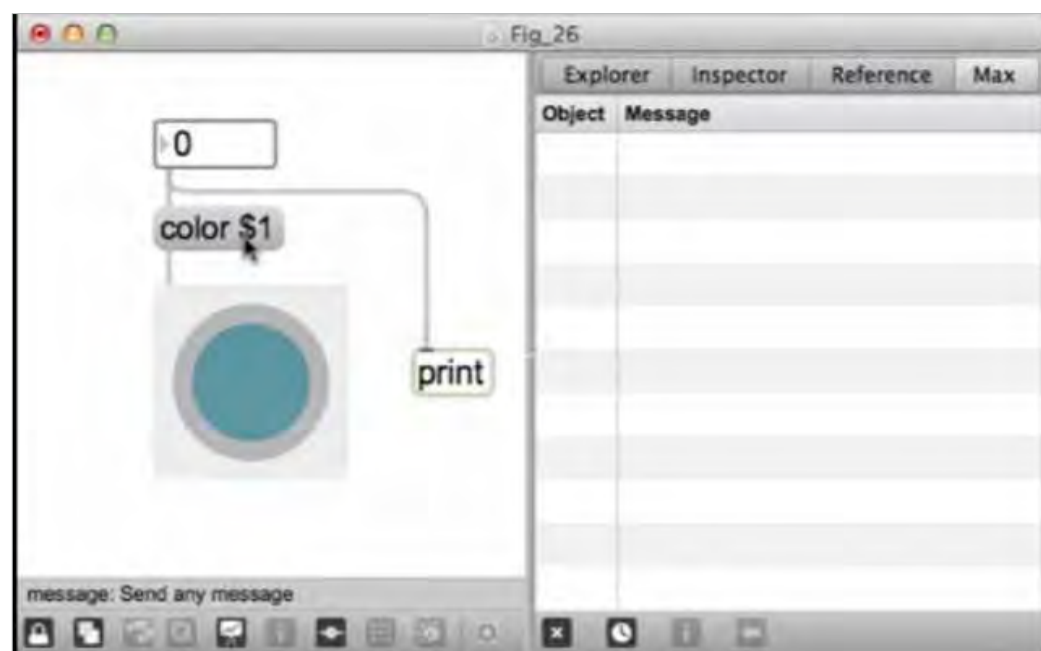 Fig_26
Explorer Inspector Reference Max
Object Message
0
color $1
print
message: Send any message